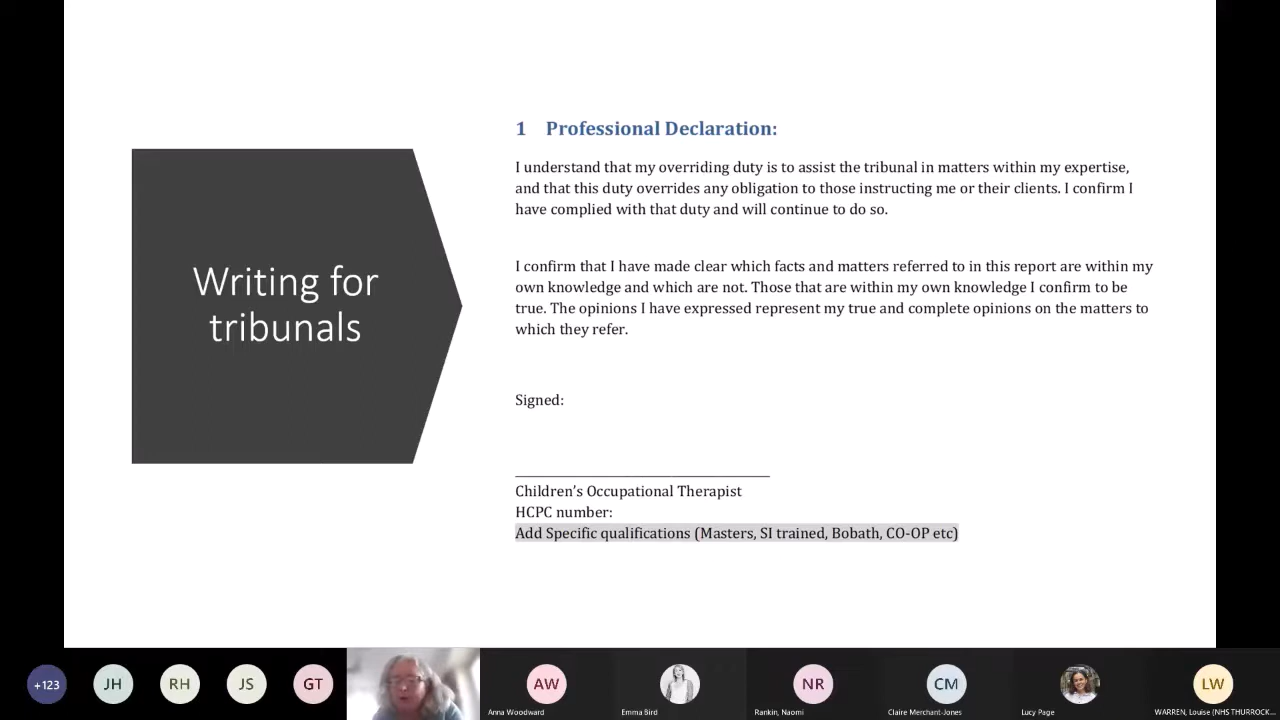 Writing for
tribunals
1 Professional Declaration:
I understand that my overriding duty is to assist the tribunal in matters within my expertise,
and that this duty overrides any obligation to those instructing me or their clients. I confirm I
have complied with that duty and will continue to do so.
I confirm that I have made clear which facts and matters referred to in this report are within my
own knowledge and which are not. Those that are within my own knowledge I confirm to be
true. The opinions I have expressed represent my true and complete opinions on the matters to
which they refer.
Signed:
Children’s Occupational Therapist
HCPC number:
Add Specific qualifications (Masters, SI trained, Bobath, CO-OP etc)
+123
JH
RH
JS
GT
AW
NR
CM
LW
Anna Woodward
Emma Bird
Rankin, Naomi
Claire Merchant-Jones
Lucy Page
WARREN, Louise (NHS THURROCK...